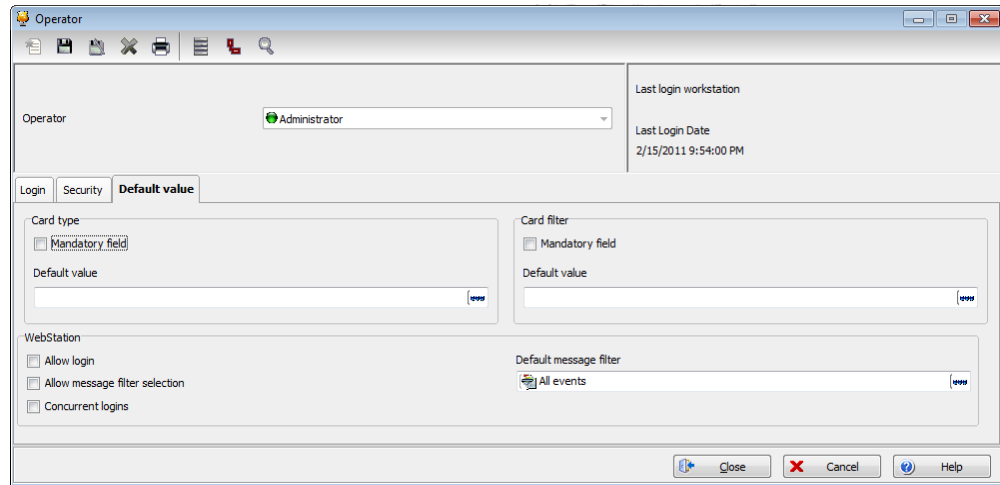 Operator
Last login workstation
Operator
Administrator
Last Login Date
2/15/2011 9:54:00 PM
Login Security Default value
Card type
Mandatory field
Default value
Card filter
Mandatory field
Default value
WebStation
Allow login
Allow message filter selection
Concurrent logins
Default message filter
All events
Close Cancel Help